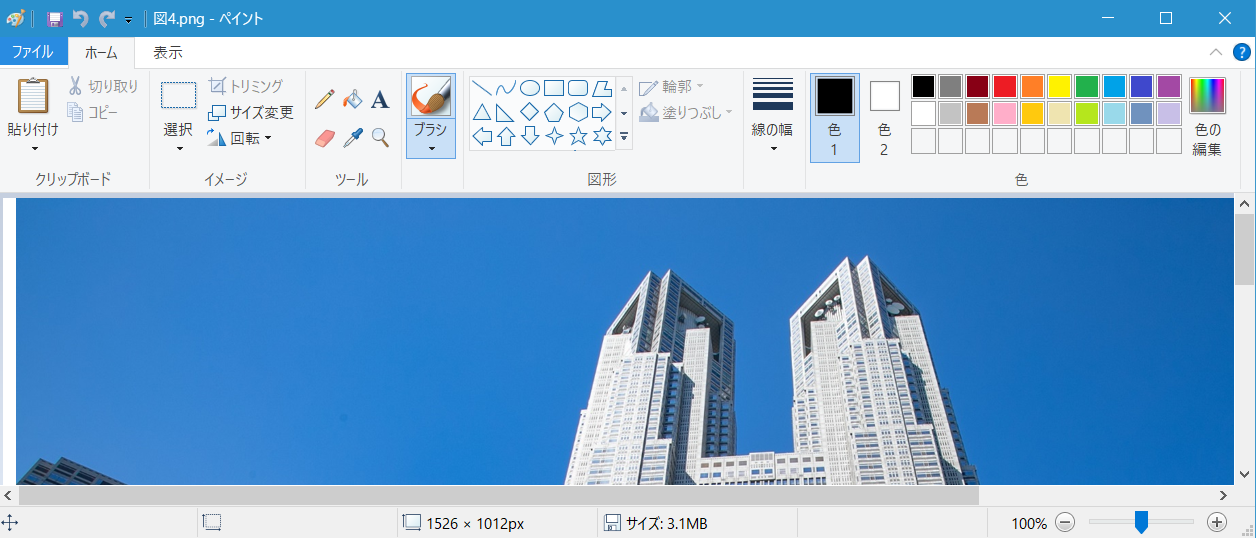 図4.png - ペイント
ファイル
ホーム
表示
貼り付け
切り取り
コピー
クリップボード
選択
トリミング
サイズ変更
回転
イメージ
A
ツール
ブラシ
輪郭
塗りつぶし
図形
線の幅
色
1
色
2
色の
編集
色
1526 × 1012px
サイズ: 3.1MB
100%